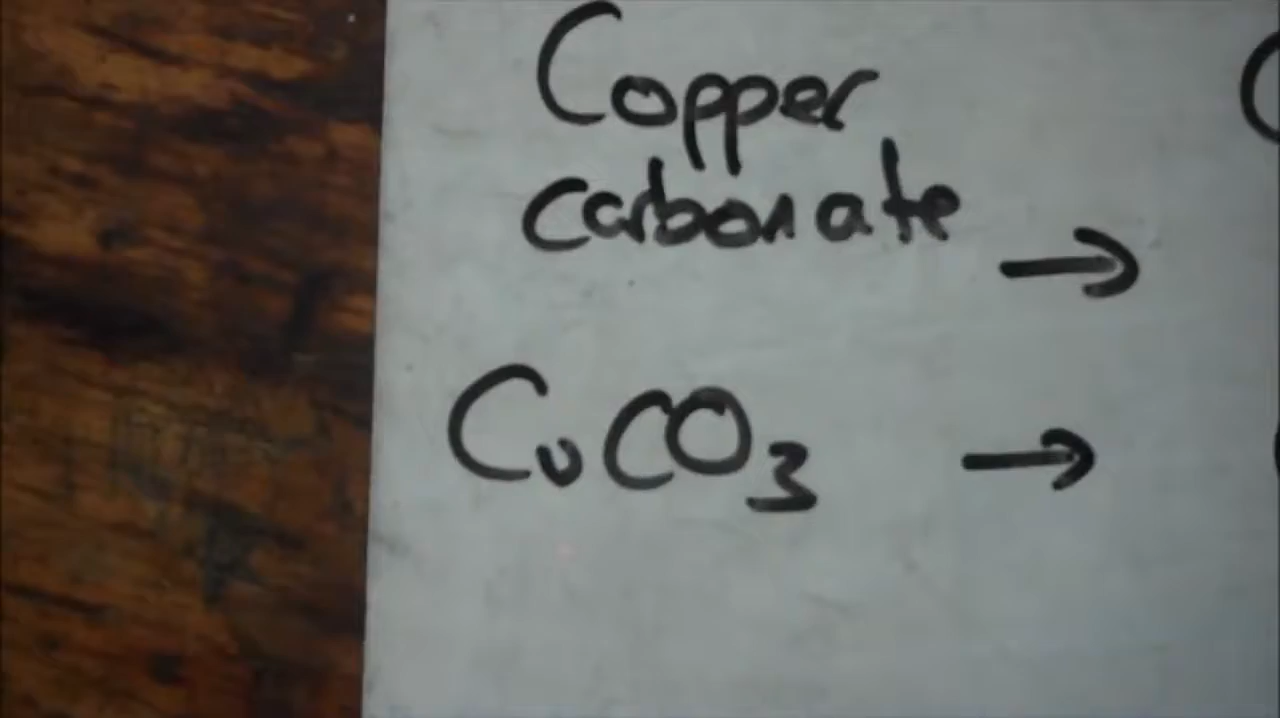 Copper
carbonate →
CuCO₃ →